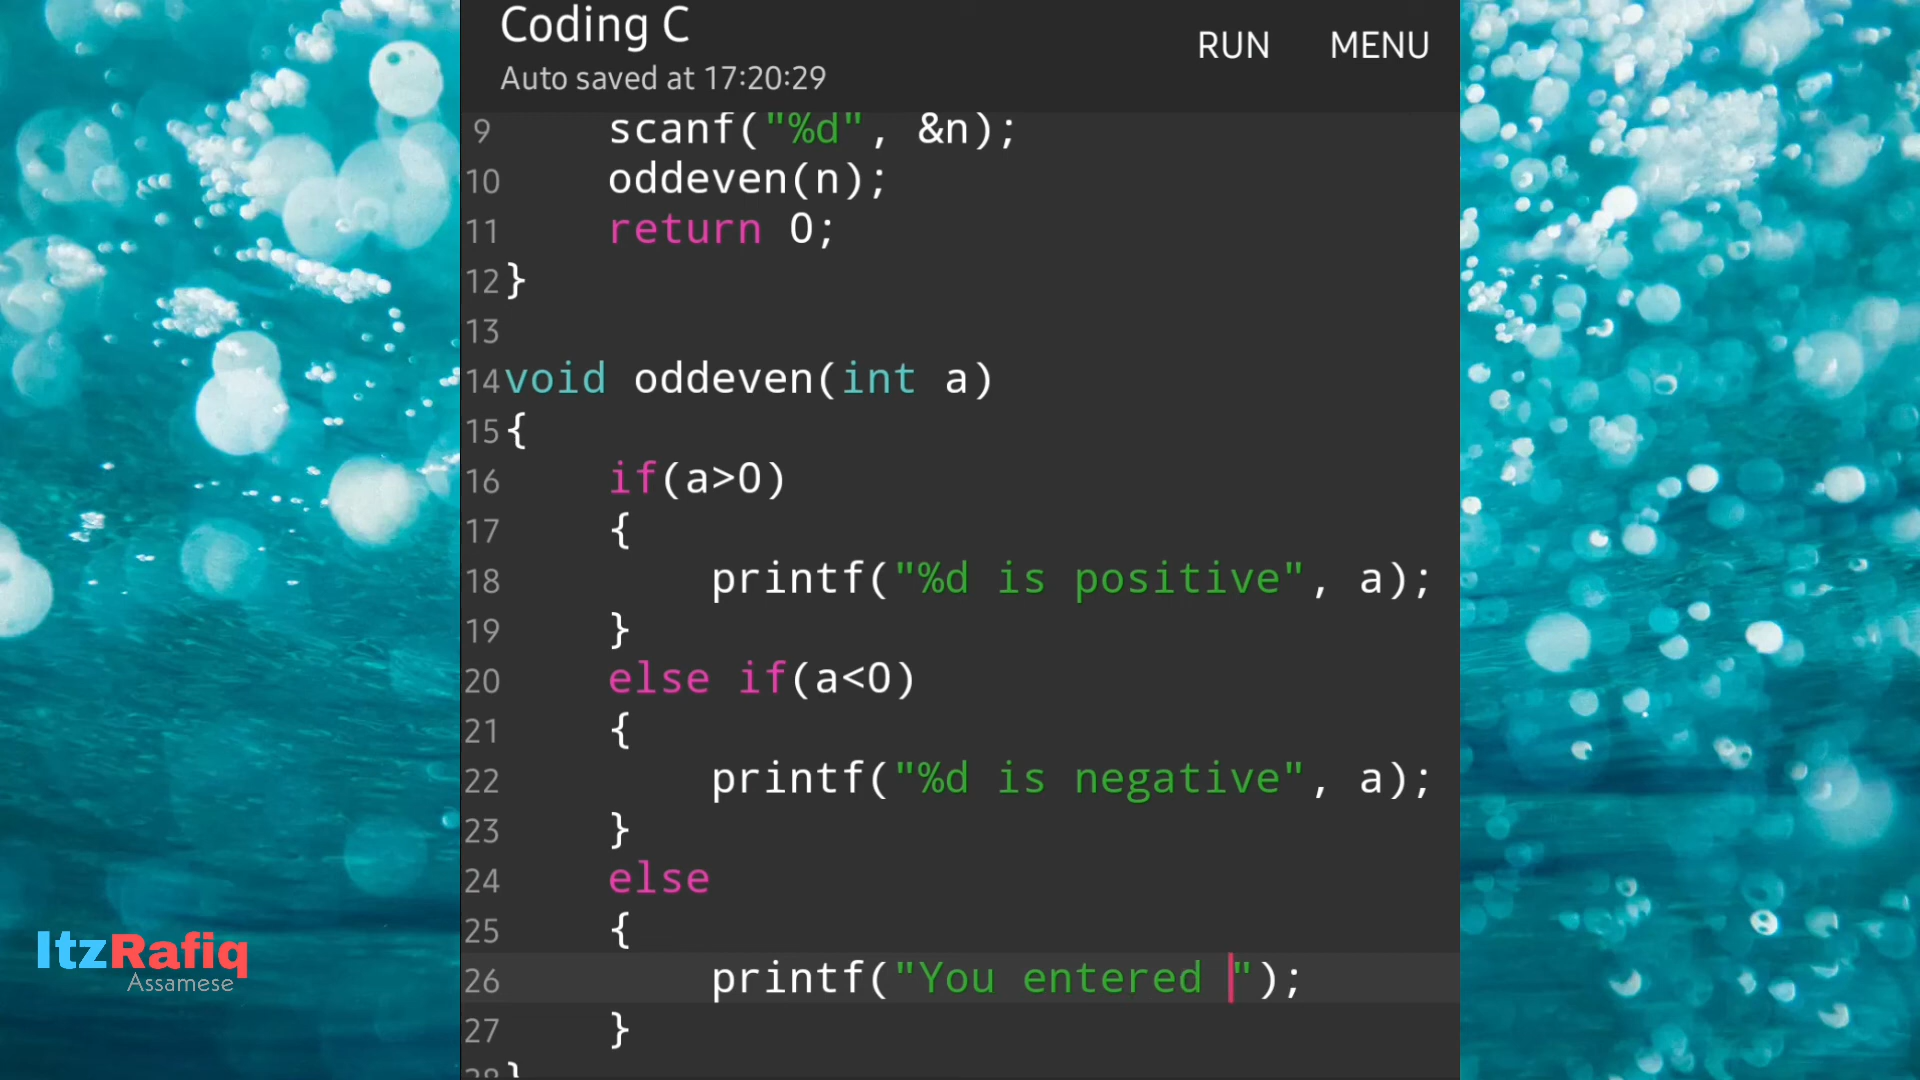 Coding C
RUN MENU
Auto saved at 17:20:29
9 scanf("%d", &n);
10 oddeven(n);
11 return 0;
12 }
13
14 void oddeven(int a)
15 {
16 if(a>0)
17 {
18 printf("%d is positive", a);
19 }
20 else if(a<0)
21 {
22 printf("%d is negative", a);
23 }
24 else
25 {
26 printf("You entered ");
27 }
28 }
ItzRafiq
Assamese